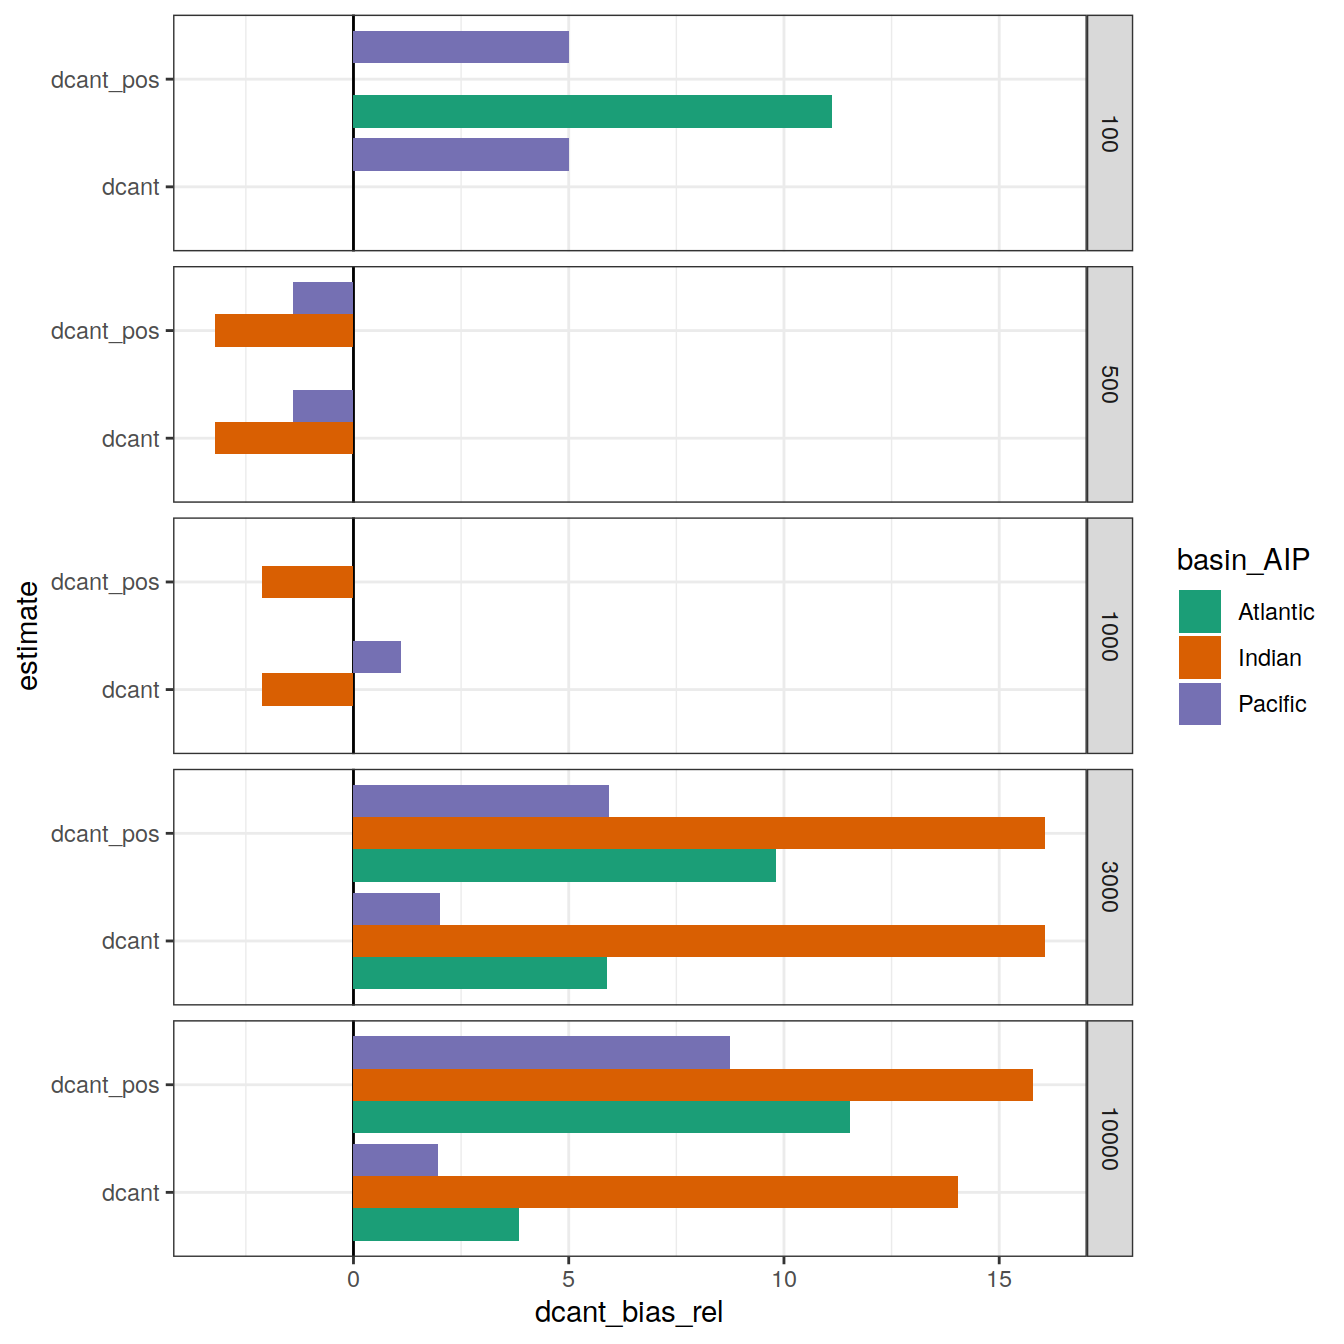 dcant_pos
dcant
100
dcant_pos
dcant
500
dcant_pos
dcant
1000
dcant_pos
dcant
3000
dcant_pos
dcant
10000
0 5 10 15
dcant_bias_rel
estimate
basin_AIP
Atlantic
Indian
Pacific